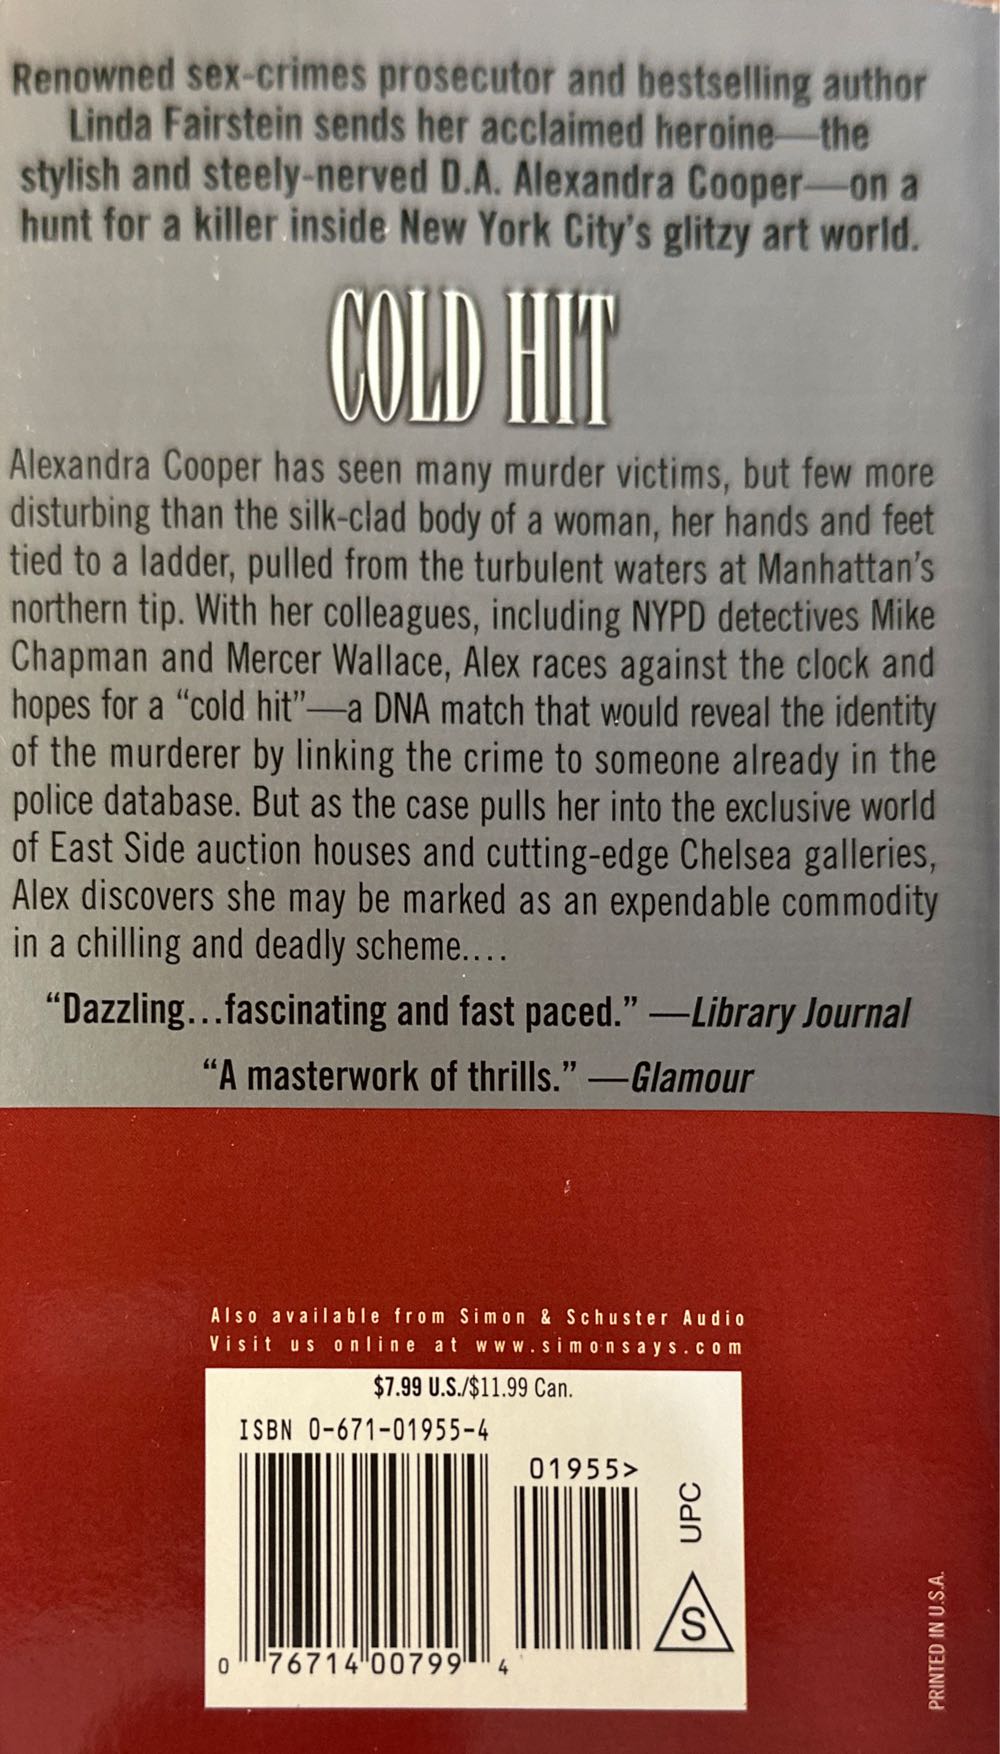 Renowned sex-crimes prosecutor and bestselling author
Linda Fairstein sends her acclaimed heroine—the
stylish and steely-nerved D.A. Alexandra Cooper—on a
hunt for a killer inside New York City's glitzy art world.
COLD HIT
Alexandra Cooper has seen many murder victims, but few more
disturbing than the silk-clad body of a woman, her hands and feet
tied to a ladder, pulled from the turbulent waters at Manhattan's
northern tip. With her colleagues, including NYPD detectives Mike
Chapman and Mercer Wallace, Alex races against the clock and
hopes for a “cold hit”—a DNA match that would reveal the identity
of the murderer by linking the crime to someone already in the
police database. But as the case pulls her into the exclusive world
of East Side auction houses and cutting-edge Chelsea galleries,
Alex discovers she may be marked as an expendable commodity
in a chilling and deadly scheme....
“Dazzling...fascinating and fast paced.” —Library Journal
“A masterwork of thrills.” —Glamour
Also available from Simon & Schuster Audio
Visit us online at www.simonsays.com
$7.99 U.S./$11.99 Can.
ISBN 0-671-01955-4
01955>
UPC
S
0 76714 00799 4
PRINTED IN U.S.A.